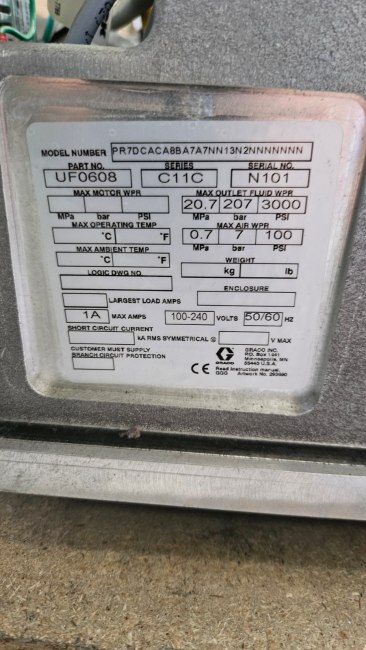 MODEL NUMBER PR7DCACA8BA7A7NN13N2NNNNNNN
PART NO. SERIES SERIAL NO.
UF0608 C11C N101
MAX MOTOR WPR MAX OUTLET FLUID WPR
20.7 207 3000
MPa bar PSI MPa bar PSI
MAX OPERATING TEMP MAX AIR WPR
°C °F 0.7 7 100
MAX AMBIENT TEMP MPa bar PSI
°C °F WEIGHT
LOGIC DWG NO. kg lb
LARGEST LOAD AMPS ENCLOSURE
1A MAX AMPS 100-240 VOLTS 50/60 HZ
SHORT CIRCUIT CURRENT
kA RMS SYMMETRICAL @ V MAX
CUSTOMER MUST SUPPLY
BRANCH CIRCUIT PROTECTION
GRACO
CE
GRACO INC.
P.O. Box 1441
Minneapolis, MN
55440 U.S.A.
Read instruction manual
Artwork No. 293690